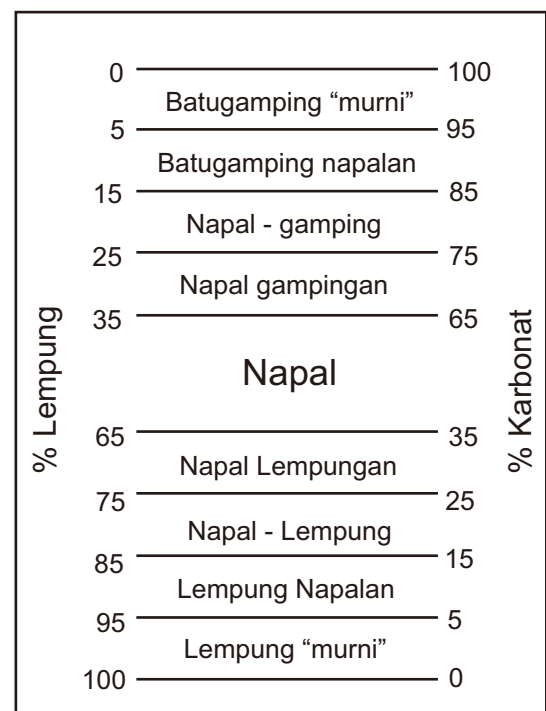 0 100
Batugamping “murni”
5 95
Batugamping napalan
15 85
Napal - gamping
25 75
Napal gampingan
35 65
% Lempung
Napal
% Karbonat
65 35
Napal Lempungan
75 25
Napal - Lempung
85 15
Lempung Napalan
95 5
Lempung “murni”
100 0